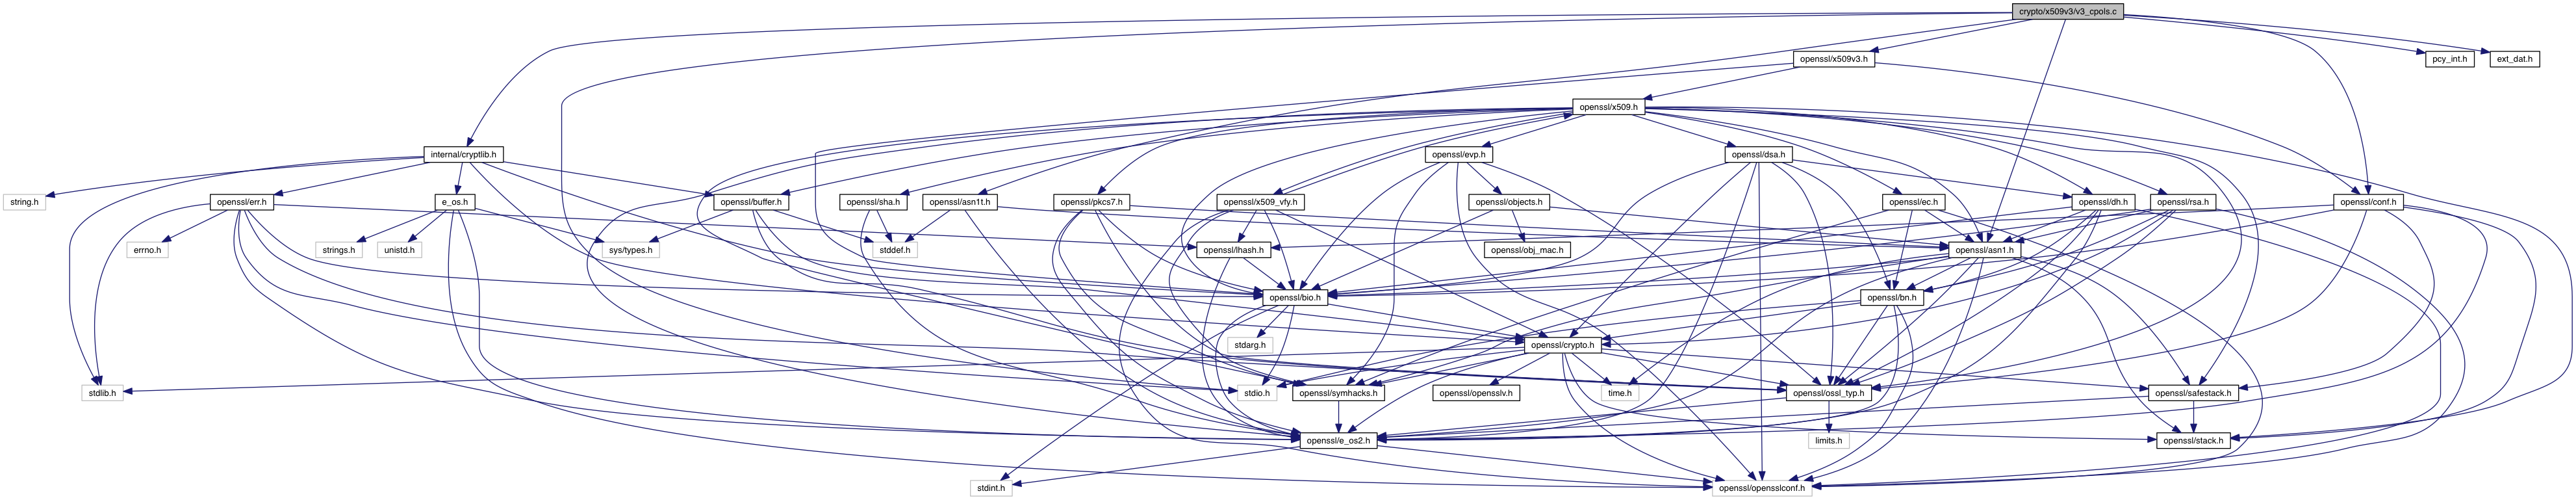 crypto/x509v3/v3_cpols.c
openssl/x509v3.h
pcy_int.h
ext_dat.h
openssl/x509.h
internal/cryptlib.h
openssl/evp.h
openssl/dsa.h
string.h
openssl/err.h
e_os.h
openssl/buffer.h
openssl/sha.h
openssl/asn1t.h
openssl/pkcs7.h
openssl/x509_vfy.h
openssl/objects.h
openssl/ec.h
openssl/dh.h
openssl/rsa.h
openssl/conf.h
errno.h
strings.h
unistd.h
sys/types.h
stddef.h
openssl/lhash.h
openssl/obj_mac.h
openssl/asn1.h
openssl/bio.h
openssl/bn.h
stdarg.h
openssl/crypto.h
stdlib.h
stdio.h
openssl/symhacks.h
openssl/opensslv.h
time.h
openssl/ossl_typ.h
openssl/safestack.h
openssl/e_os2.h
limits.h
openssl/stack.h
stdint.h
openssl/opensslconf.h